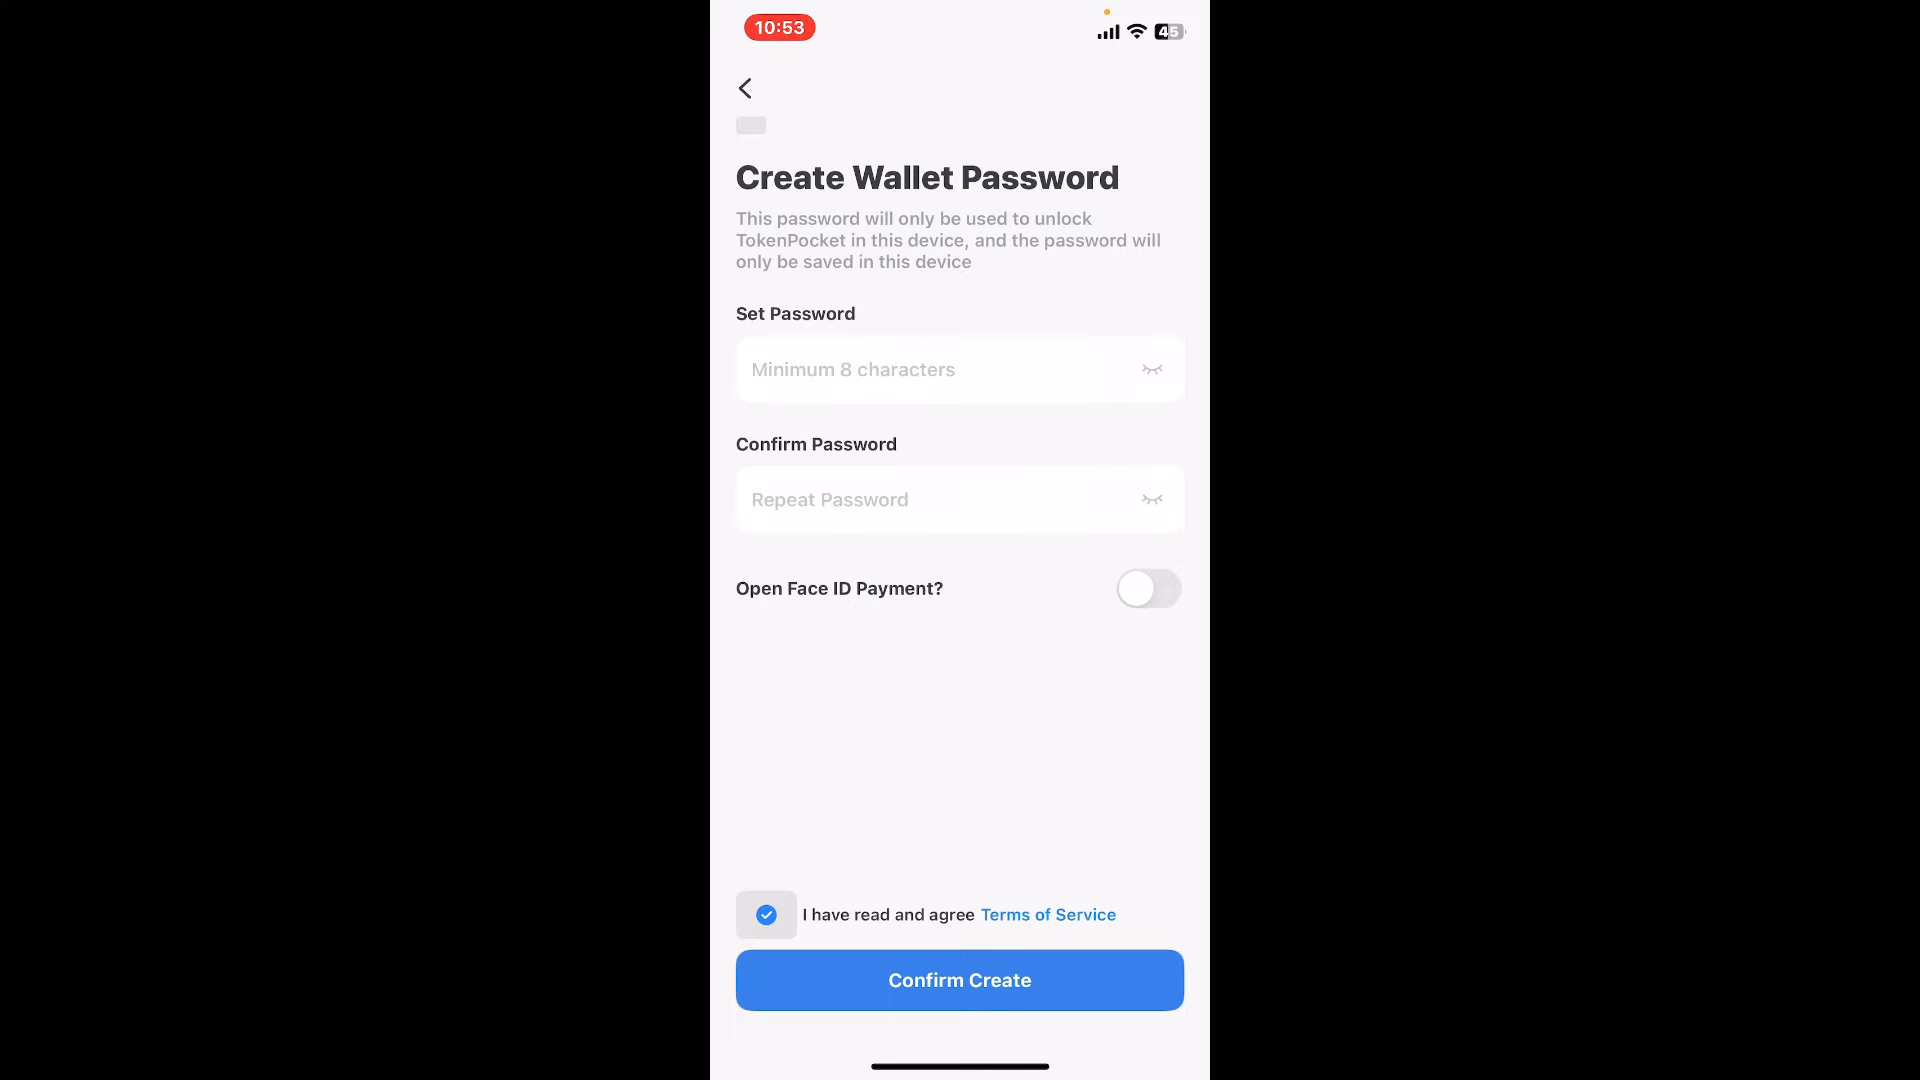 10:53
45
Create Wallet Password
This password will only be used to unlock
TokenPocket in this device, and the password will
only be saved in this device
Set Password
Minimum 8 characters
Confirm Password
Repeat Password
Open Face ID Payment?
I have read and agree Terms of Service
Confirm Create